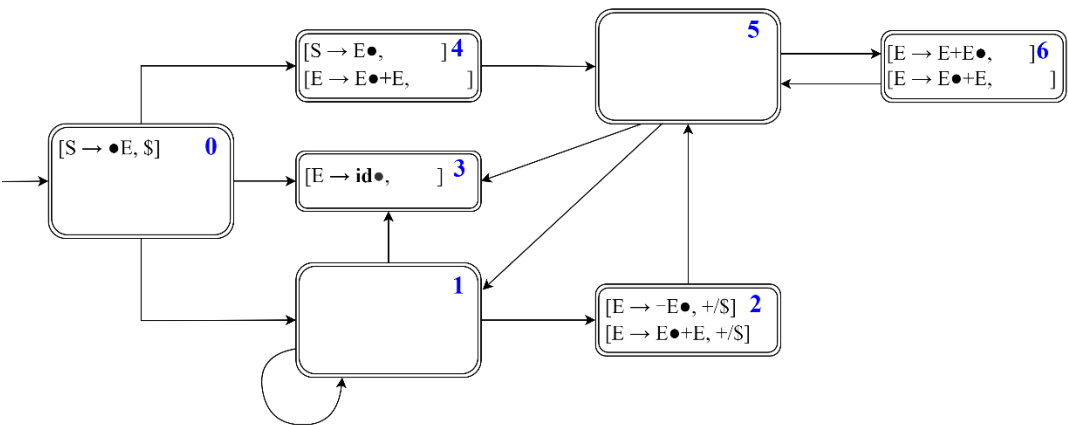 [S → E●, ] 4
[E → E●+E, ]
5
[E → E+E●, ] 6
[E → E●+E, ]
[S → ●E, $] 0
[E → id●, ] 3
1
[E → −E●, +/$] 2
[E → E●+E, +/$]